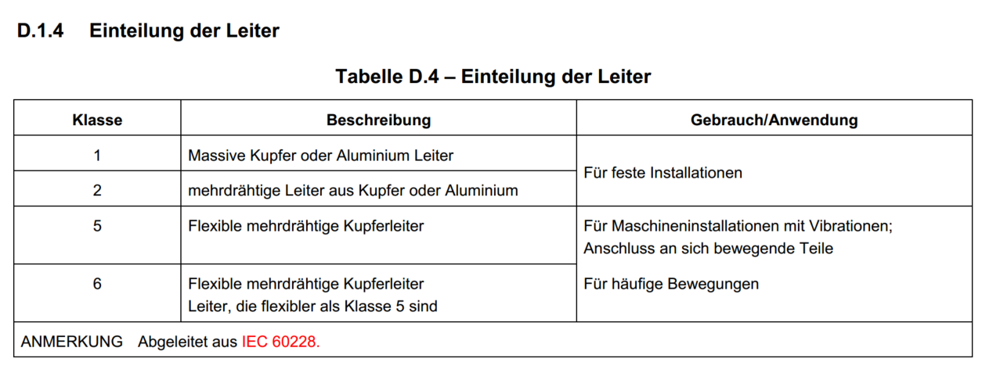 D.1.4 Einteilung der Leiter
Tabelle D.4 – Einteilung der Leiter
Klasse Beschreibung Gebrauch/Anwendung
1 Massive Kupfer oder Aluminium Leiter
Für feste Installationen
2 mehrdrähtige Leiter aus Kupfer oder Aluminium
5 Flexible mehrdrähtige Kupferleiter Für Maschineninstallationen mit Vibrationen;
Anschluss an sich bewegende Teile
6 Flexible mehrdrähtige Kupferleiter Für häufige Bewegungen
Leiter, die flexibler als Klasse 5 sind
ANMERKUNG Abgeleitet aus IEC 60228.